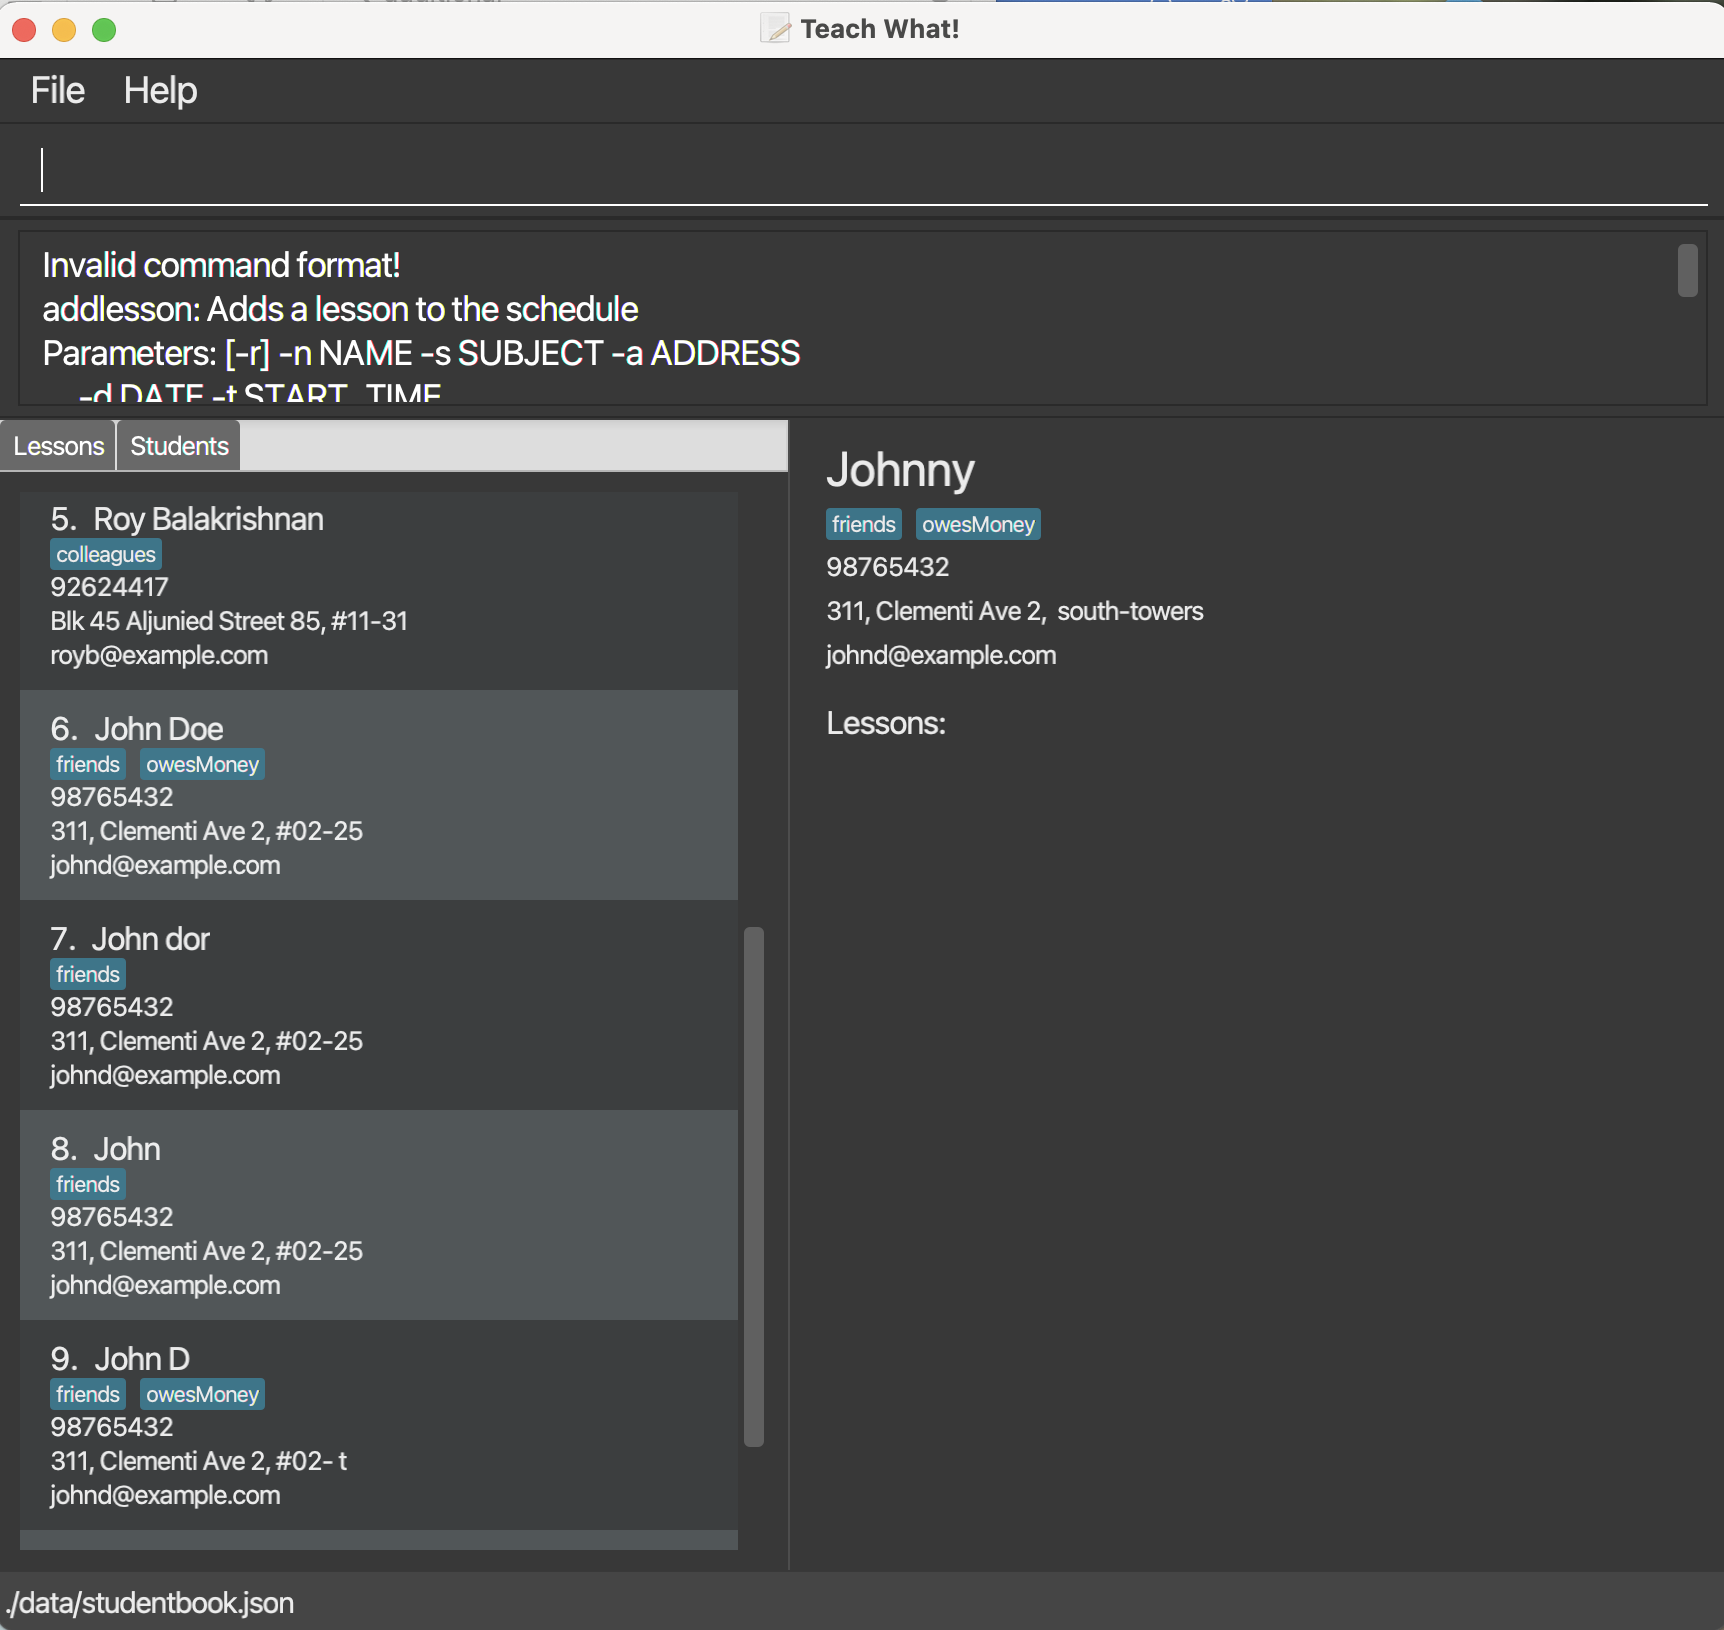 Teach What!
File Help
Invalid command format!
addlesson: Adds a lesson to the schedule
Parameters: [-r] -n NAME -s SUBJECT -a ADDRESS
-d DATE -t START_TIME
Lessons Students
5. Roy Balakrishnan
colleagues
92624417
Blk 45 Aljunied Street 85, #11-31
royb@example.com
6. John Doe
friends owesMoney
98765432
311, Clementi Ave 2, #02-25
johnd@example.com
7. John dor
friends
98765432
311, Clementi Ave 2, #02-25
johnd@example.com
8. John
friends
98765432
311, Clementi Ave 2, #02-25
johnd@example.com
9. John D
friends owesMoney
98765432
311, Clementi Ave 2, #02- t
johnd@example.com
Johnny
friends owesMoney
98765432
311, Clementi Ave 2, south-towers
johnd@example.com
Lessons:
./data/studentbook.json